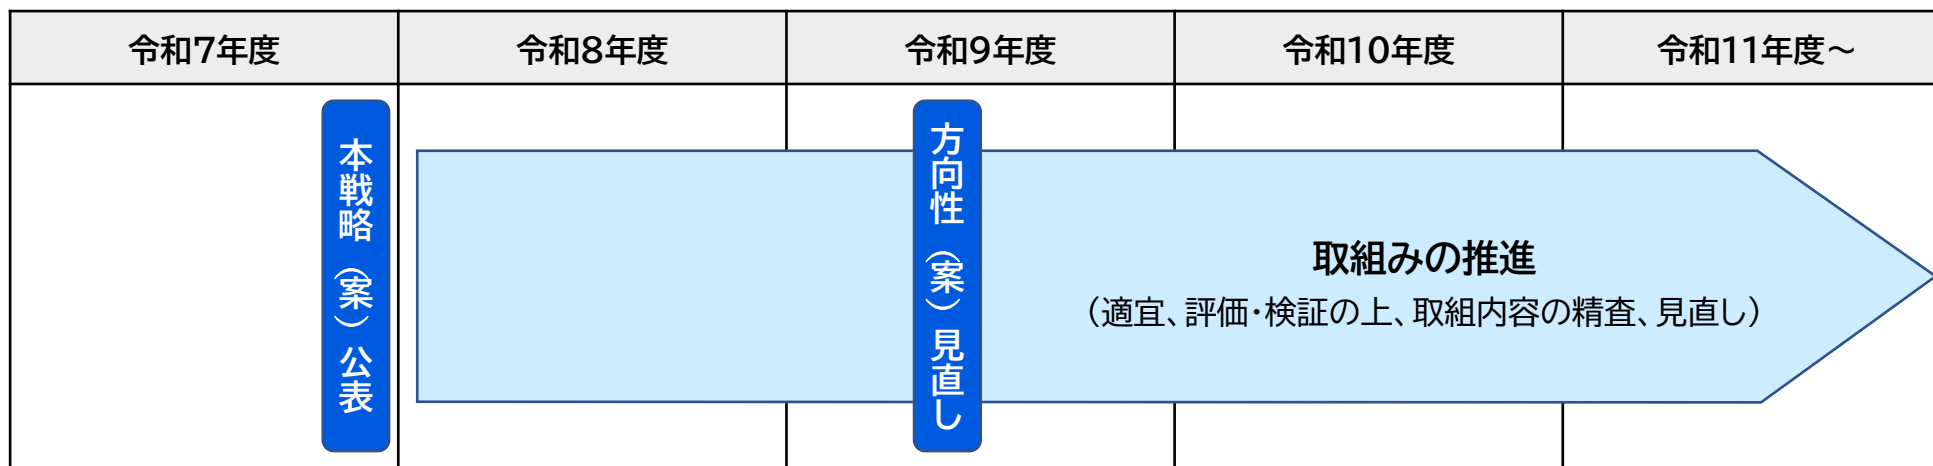 令和7年度
令和8年度
令和9年度
令和10年度
令和11年度～
本戦略（案）公表
方向性（案）見直し
取組みの推進
（適宜、評価・検証の上、取組内容の精査、見直し）